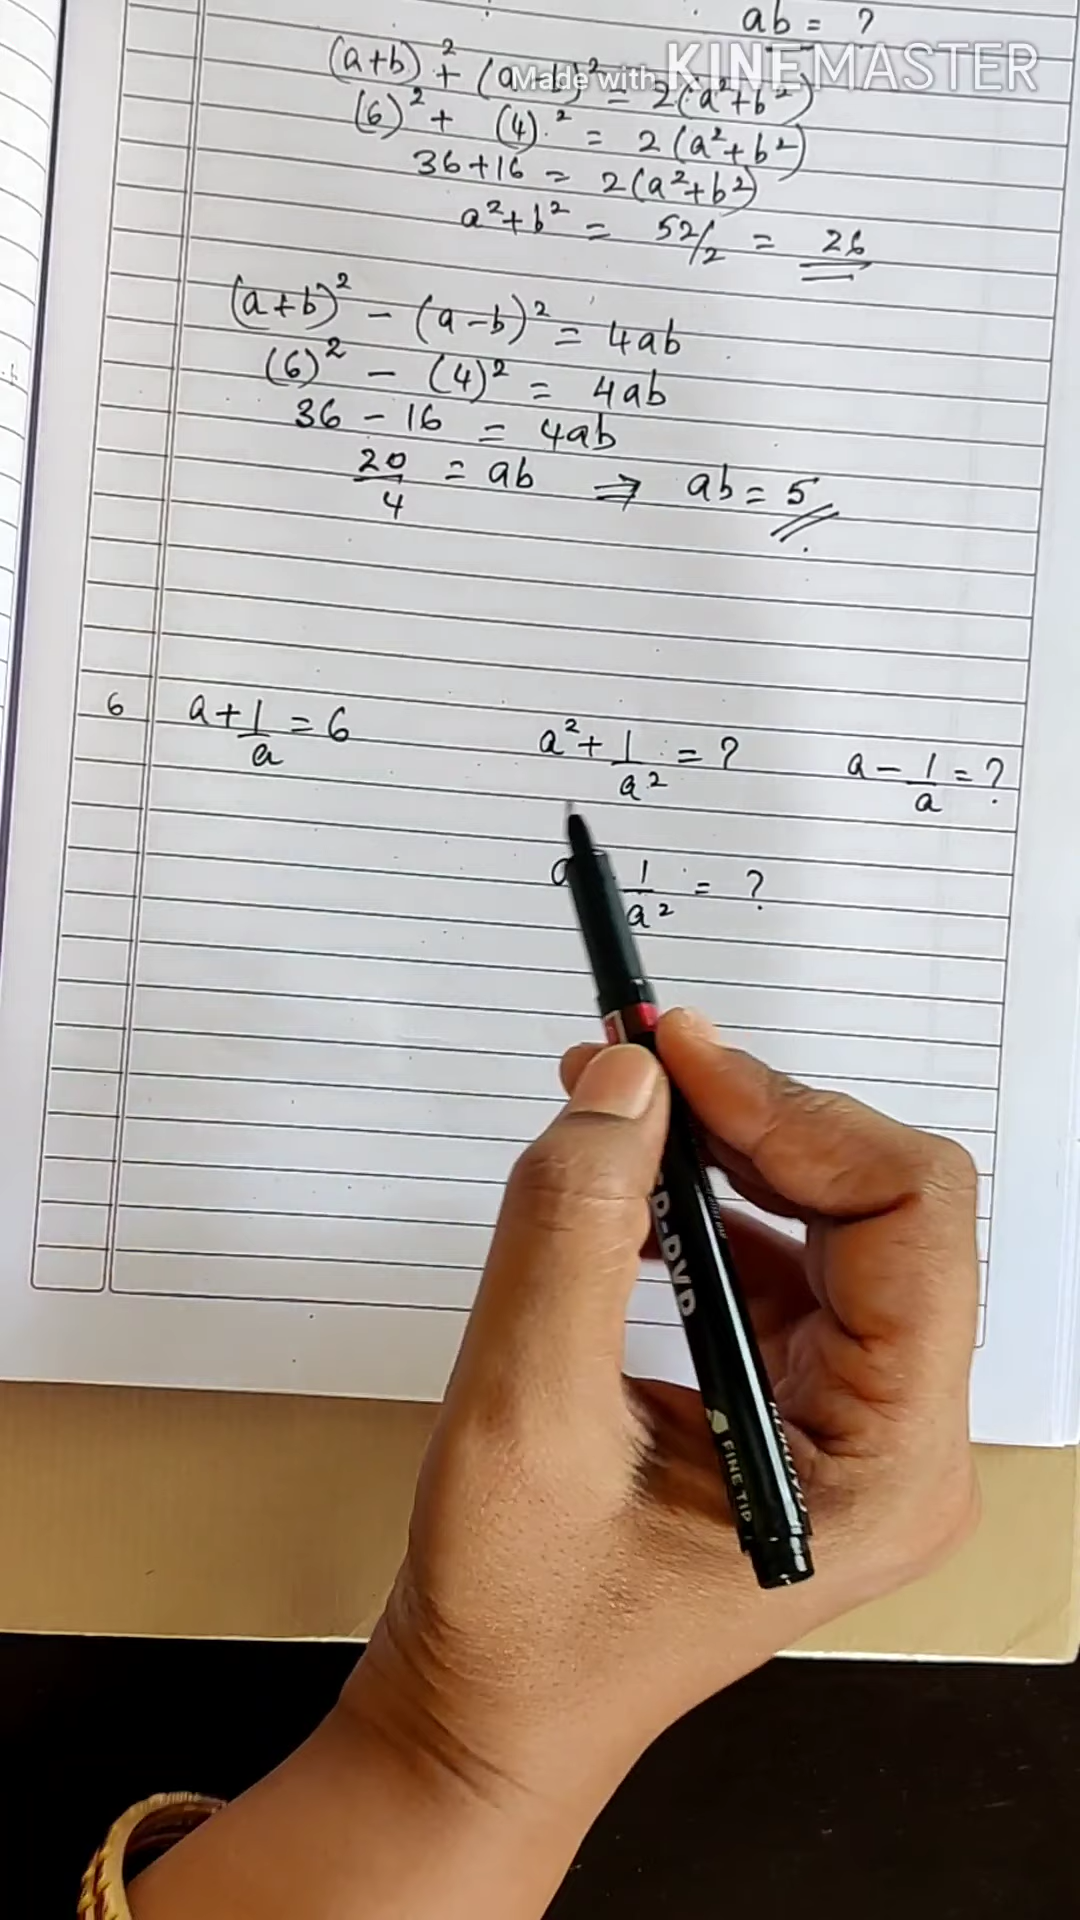 ab = ?
Made with KINEMASTER
(a+b)² + (a-b)² = 2(a²+b²)
(6)² + (4)² = 2(a²+b²)
36+16 = 2(a²+b²)
a²+b² = 52/2 = 26
(a+b)² - (a-b)² = 4ab
(6)² - (4)² = 4ab
36 - 16 = 4ab
20/4 = ab ⇒ ab = 5
6 a+1/a = 6 a²+1/a² = ? a-1/a = ?
1/a² = ?
CD-DVD
FINE TIP